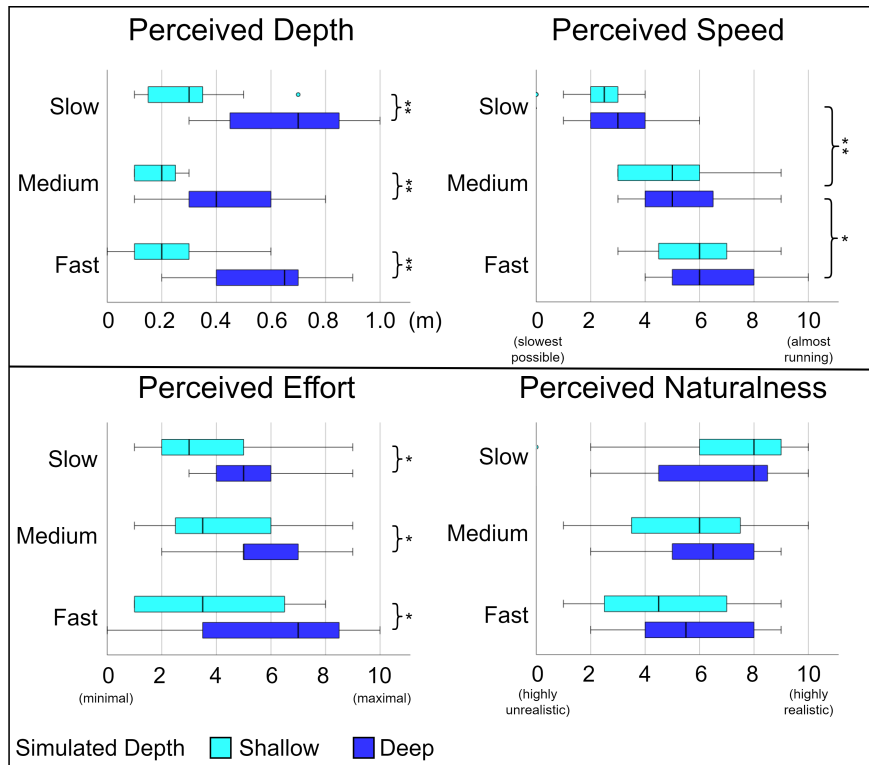 Perceived Depth
Slow
**
Medium
**
Fast
**
0 0.2 0.4 0.6 0.8 1.0 (m)
Perceived Speed
Slow
**
Medium
*
Fast
0 2 4 6 8 10
(slowest possible)
(almost running)
Perceived Effort
Slow
*
Medium
*
Fast
*
0 2 4 6 8 10
(minimal)
(maximal)
Perceived Naturalness
Slow
Medium
Fast
0 2 4 6 8 10
(highly unrealistic)
(highly realistic)
Simulated Depth Shallow Deep